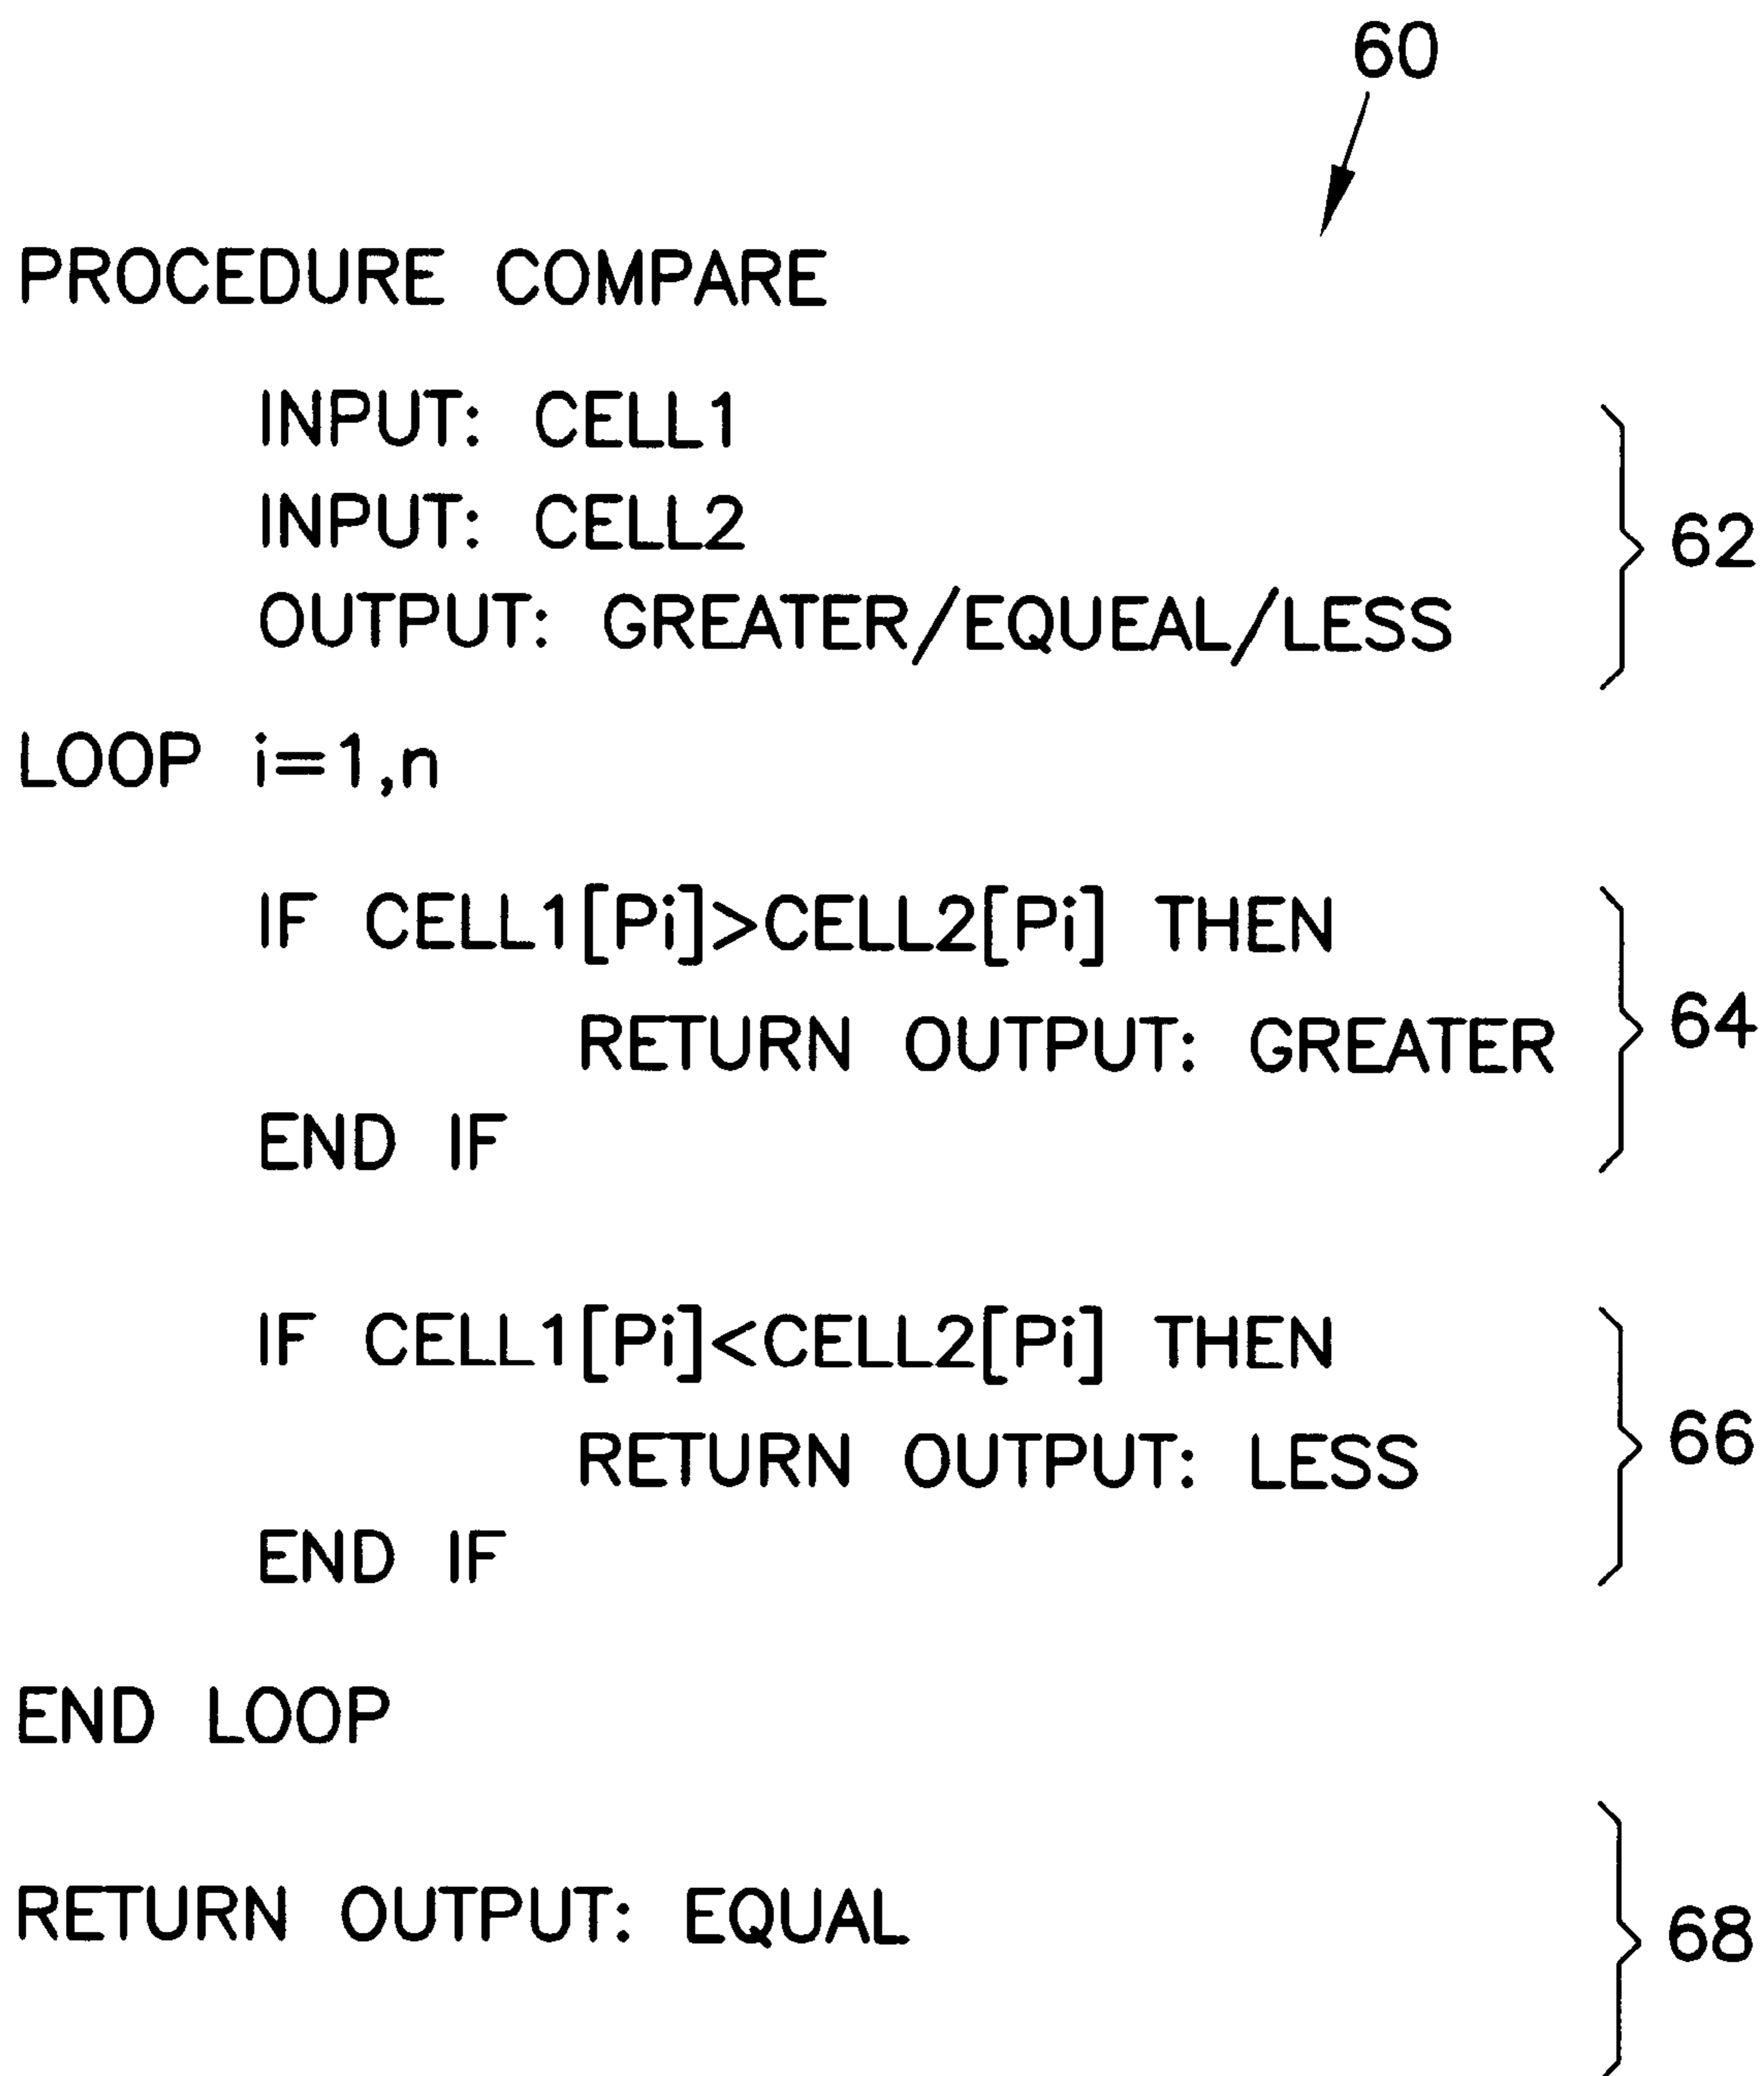 60
PROCEDURE COMPARE
INPUT: CELL1
INPUT: CELL2
OUTPUT: GREATER/EQUEAL/LESS
62
LOOP i=1,n
IF CELL1[Pi]>CELL2[Pi] THEN
RETURN OUTPUT: GREATER
64
END IF
IF CELL1[Pi]<CELL2[Pi] THEN
RETURN OUTPUT: LESS
66
END IF
END LOOP
RETURN OUTPUT: EQUAL
68